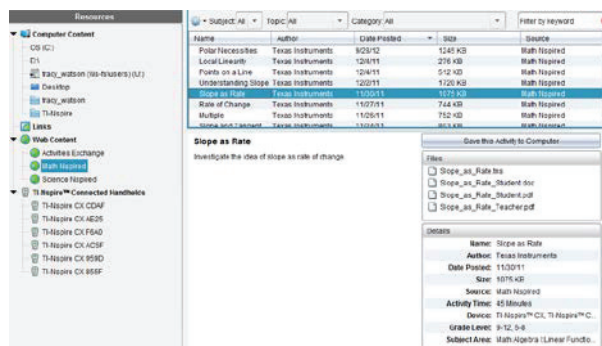 Resources
Computer Content
OS (C:)
D:\
tracy_watson (\\s-fs\users) (U:)
Desktop
tracy_watson
TI-Nspire
Links
Web Content
Activities Exchange
Math Nspired
Science Nspired
TI-Nspire™ Connected Handhelds
TI-Nspire CX CDAF
TI-Nspire CX AE25
TI-Nspire CX F6A0
TI-Nspire CX AC5F
TI-Nspire CX 859D
TI-Nspire CX 855F
Subject: All Topic: All Category: All Filter by keyword
Name Author Date Posted Size Source
Polar Necessities Texas Instruments 9/28/12 1245 KB Math Nspired
Local Linearity Texas Instruments 12/4/11 276 KB Math Nspired
Points on a Line Texas Instruments 12/4/11 512 KB Math Nspired
Understanding Slope Texas Instruments 12/2/11 1720 KB Math Nspired
Slope as Rate Texas Instruments 11/30/11 1075 KB Math Nspired
Rate of Change Texas Instruments 11/27/11 744 KB Math Nspired
Multiple Texas Instruments 11/26/11 752 KB Math Nspired
Slope and Tangent Texas Instruments Math Nspired
Slope as Rate
Investigate the idea of slope as rate of change.
Save this Activity to Computer
Files
Slope_as_Rate.tns
Slope_as_Rate_Student.doc
Slope_as_Rate_Student.pdf
Slope_as_Rate_Teacher.pdf
Details
Name: Slope as Rate
Author: Texas Instruments
Date Posted: 11/30/11
Size: 1075 KB
Source: Math Nspired
Activity Time: 45 Minutes
Device: TI-Nspire™ CX, TI-Nspire™ C...
Grade Level: 9-12, 6-8
Subject Area: Math Algebra I:Linear Functio...